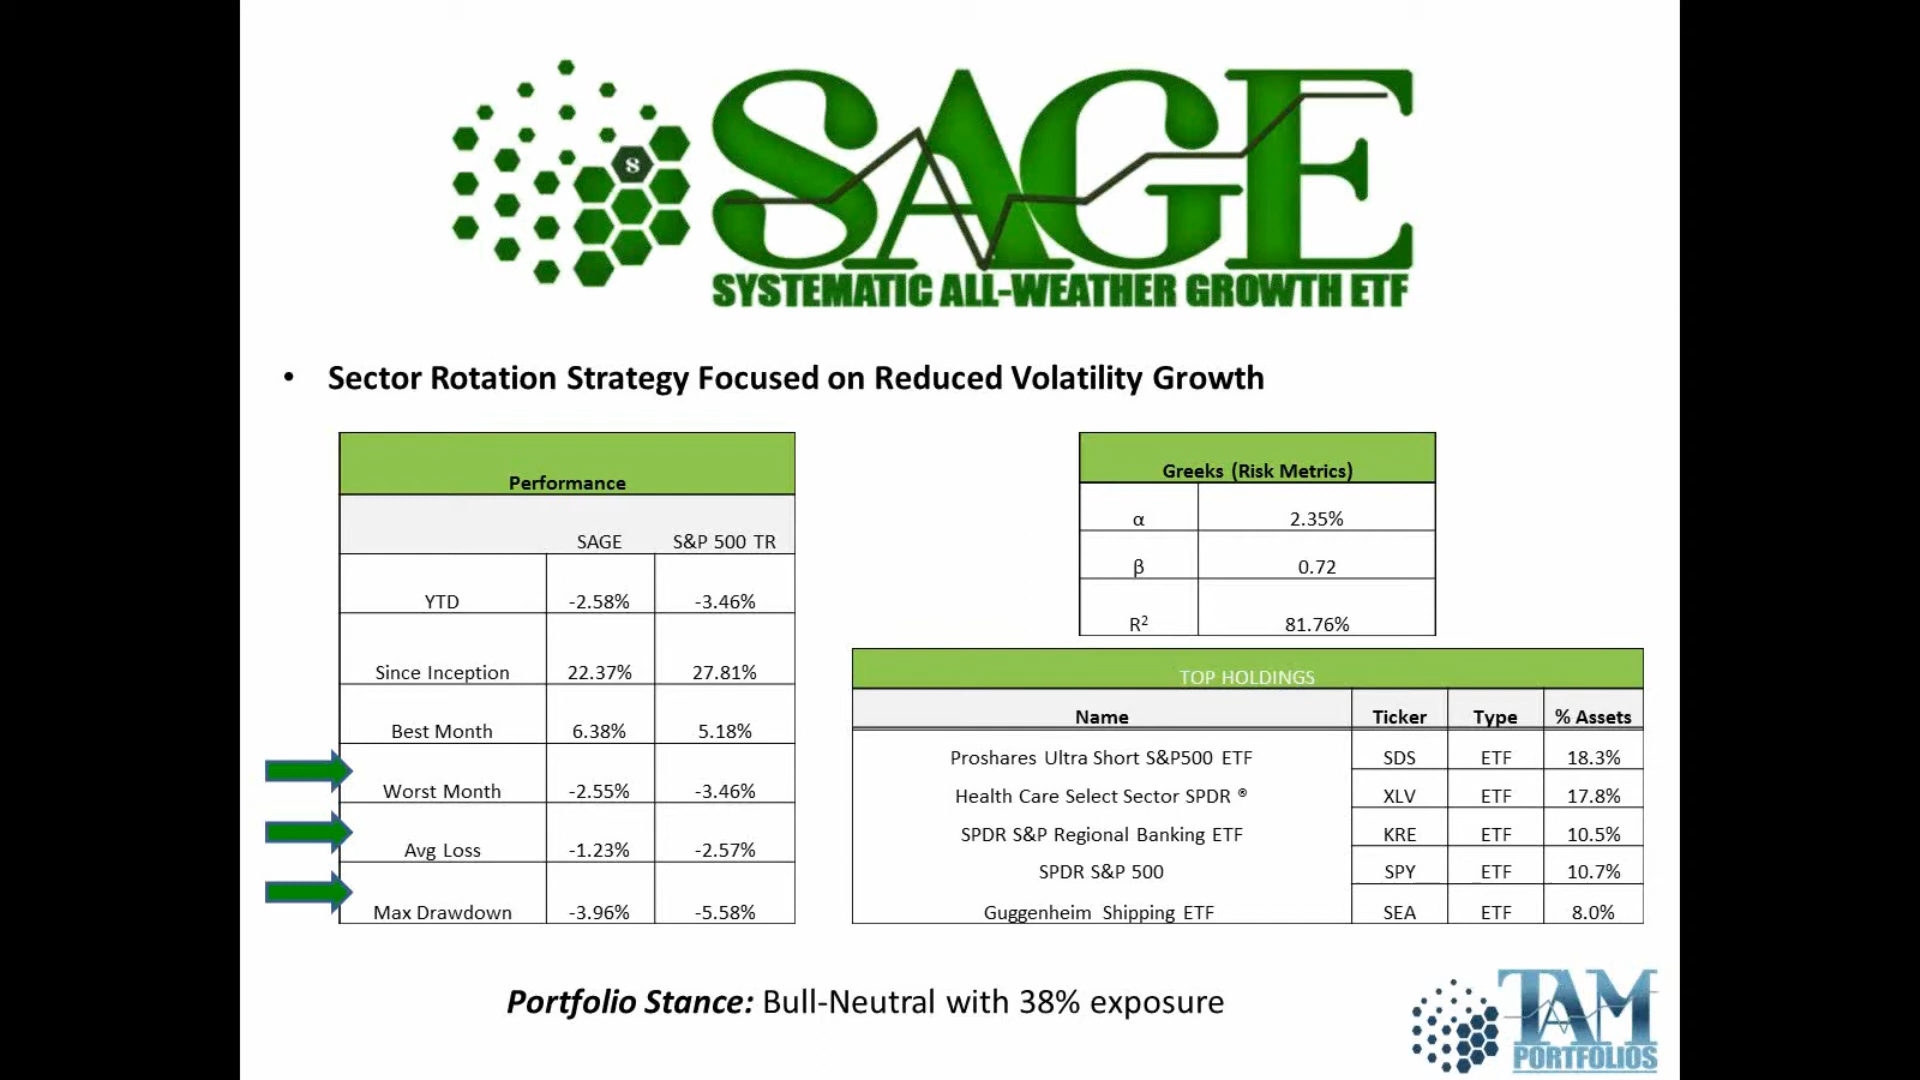 8
SAGE
SYSTEMATIC ALL-WEATHER GROWTH ETF
• Sector Rotation Strategy Focused on Reduced Volatility Growth
Performance
SAGE S&P 500 TR
YTD -2.58% -3.46%
Since Inception 22.37% 27.81%
Best Month 6.38% 5.18%
Worst Month -2.55% -3.46%
Avg Loss -1.23% -2.57%
Max Drawdown -3.96% -5.58%
Greeks (Risk Metrics)
α 2.35%
β 0.72
R² 81.76%
TOP HOLDINGS
Name Ticker Type % Assets
Proshares Ultra Short S&P500 ETF SDS ETF 18.3%
Health Care Select Sector SPDR ® XLV ETF 17.8%
SPDR S&P Regional Banking ETF KRE ETF 10.5%
SPDR S&P 500 SPY ETF 10.7%
Guggenheim Shipping ETF SEA ETF 8.0%
Portfolio Stance: Bull-Neutral with 38% exposure
TAM
PORTFOLIOS